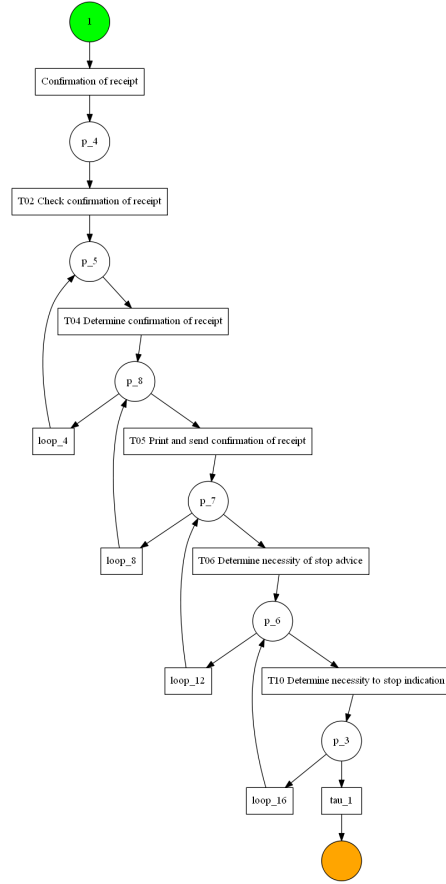 1
Confirmation of receipt
p_4
T02 Check confirmation of receipt
p_5
T04 Determine confirmation of receipt
p_8
loop_4
T05 Print and send confirmation of receipt
p_7
loop_8
T06 Determine necessity of stop advice
p_6
loop_12
T10 Determine necessity to stop indication
p_3
loop_16
tau_1